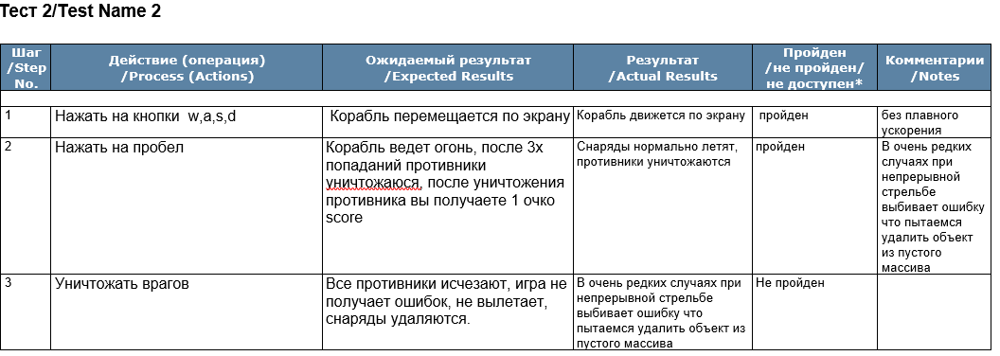 Тест 2/Test Name 2
Шаг
/Step
No.
Действие (операция)
/Process (Actions)
Ожидаемый результат
/Expected Results
Результат
/Actual Results
Пройден
/не пройден/
не доступен*
Комментарии
/Notes
1
Нажать на кнопки w,a,s,d
Корабль перемещается по экрану
Корабль движется по экрану
пройден
без плавного
ускорения
2
Нажать на пробел
Корабль ведет огонь, после 3х
попаданий противники
уничтожаюся, после уничтожения
противника вы получаете 1 очко
score
Снаряды нормально летят,
противники уничтожаются
пройден
В очень редких
случаях при
непрерывной
стрельбе
выбивает ошибку
что пытаемся
удалить объект
из пустого
массива
3
Уничтожать врагов
Все противники исчезают, игра не
получает ошибок, не вылетает,
снаряды удаляются.
В очень редких случаях при
непрерывной стрельбе
выбивает ошибку что
пытаемся удалить объект из
пустого массива
Не пройден